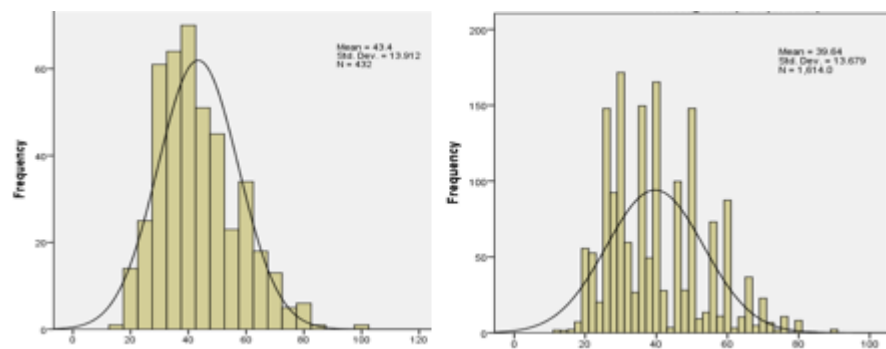 Mean = 43.4
Std. Dev. = 13.912
N = 432
Frequency
60
40
20
0
0 20 40 60 80 100 120
Mean = 39.64
Std. Dev. = 13.679
N = 1,614.0
Frequency
200
150
100
50
0
0 20 40 60 80 100